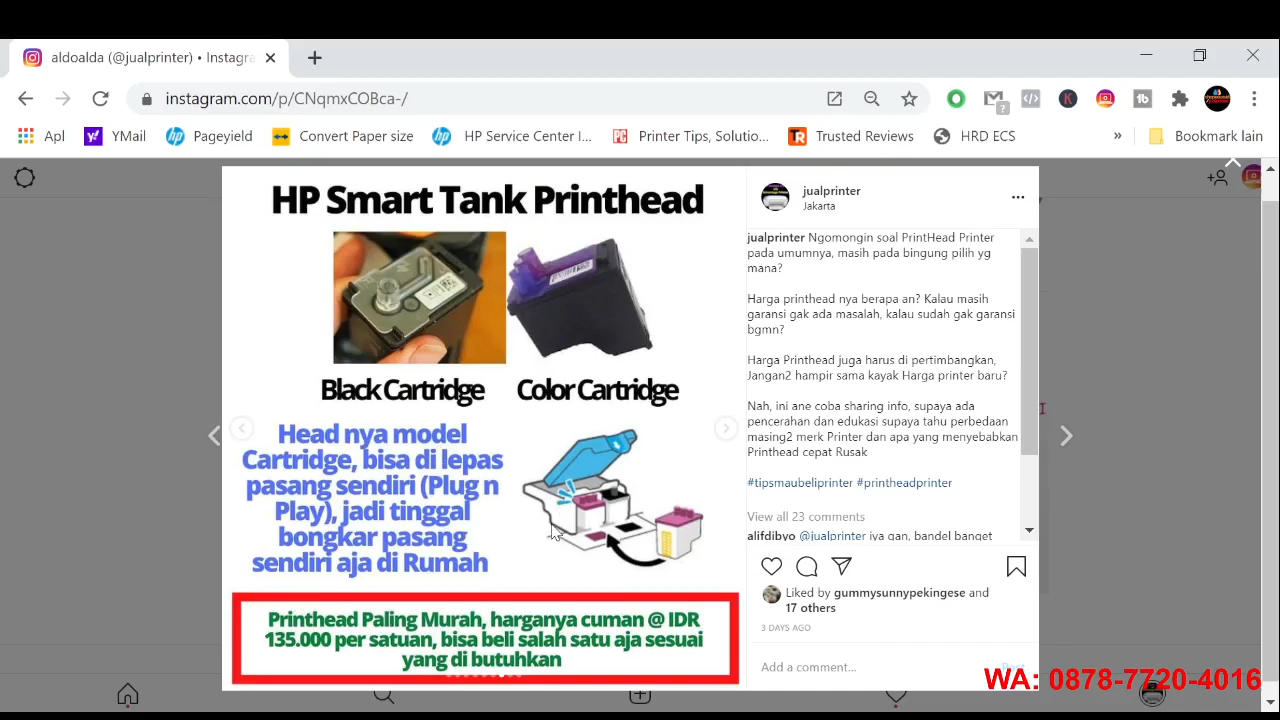 aldoalda (@jualprinter) • Instagra
instagram.com/p/CNqmxCOBca-/
Apl
YMail
Pageyield
Convert Paper size
HP Service Center I...
Printer Tips, Solutio...
Trusted Reviews
HRD ECS
»
Bookmark lain
HP Smart Tank Printhead
Black Cartridge
Color Cartridge
Head nya model
Cartridge, bisa di lepas
pasang sendiri (Plug n
Play), jadi tinggal
bongkar pasang
sendiri aja di Rumah
Printhead Paling Murah, harganya cuman @ IDR
135.000 per satuan, bisa beli salah satu aja sesuai
yang di butuhkan
jualprinter
Jakarta
jualprinter Ngomongin soal PrintHead Printer
pada umumnya, masih pada bingung pilih yg
mana?
Harga printhead nya berapa an? Kalau masih
garansi gak ada masalah, kalau sudah gak garansi
bgmn?
Harga Printhead juga harus di pertimbangkan,
Jangan2 hampir sama kayak Harga printer baru?
Nah, ini ane coba sharing info, supaya ada
pencerahan dan edukasi supaya tahu perbedaan
masing2 merk Printer dan apa yang menyebabkan
Printhead cepat Rusak
#tipsmaubeliprinter #printheadprinter
View all 23 comments
alifdibyo @jualprinter iya gan, bandel banget
Liked by gummysunnypekingese and
17 others
3 DAYS AGO
Add a comment...
Post
WA: 0878-7720-4016